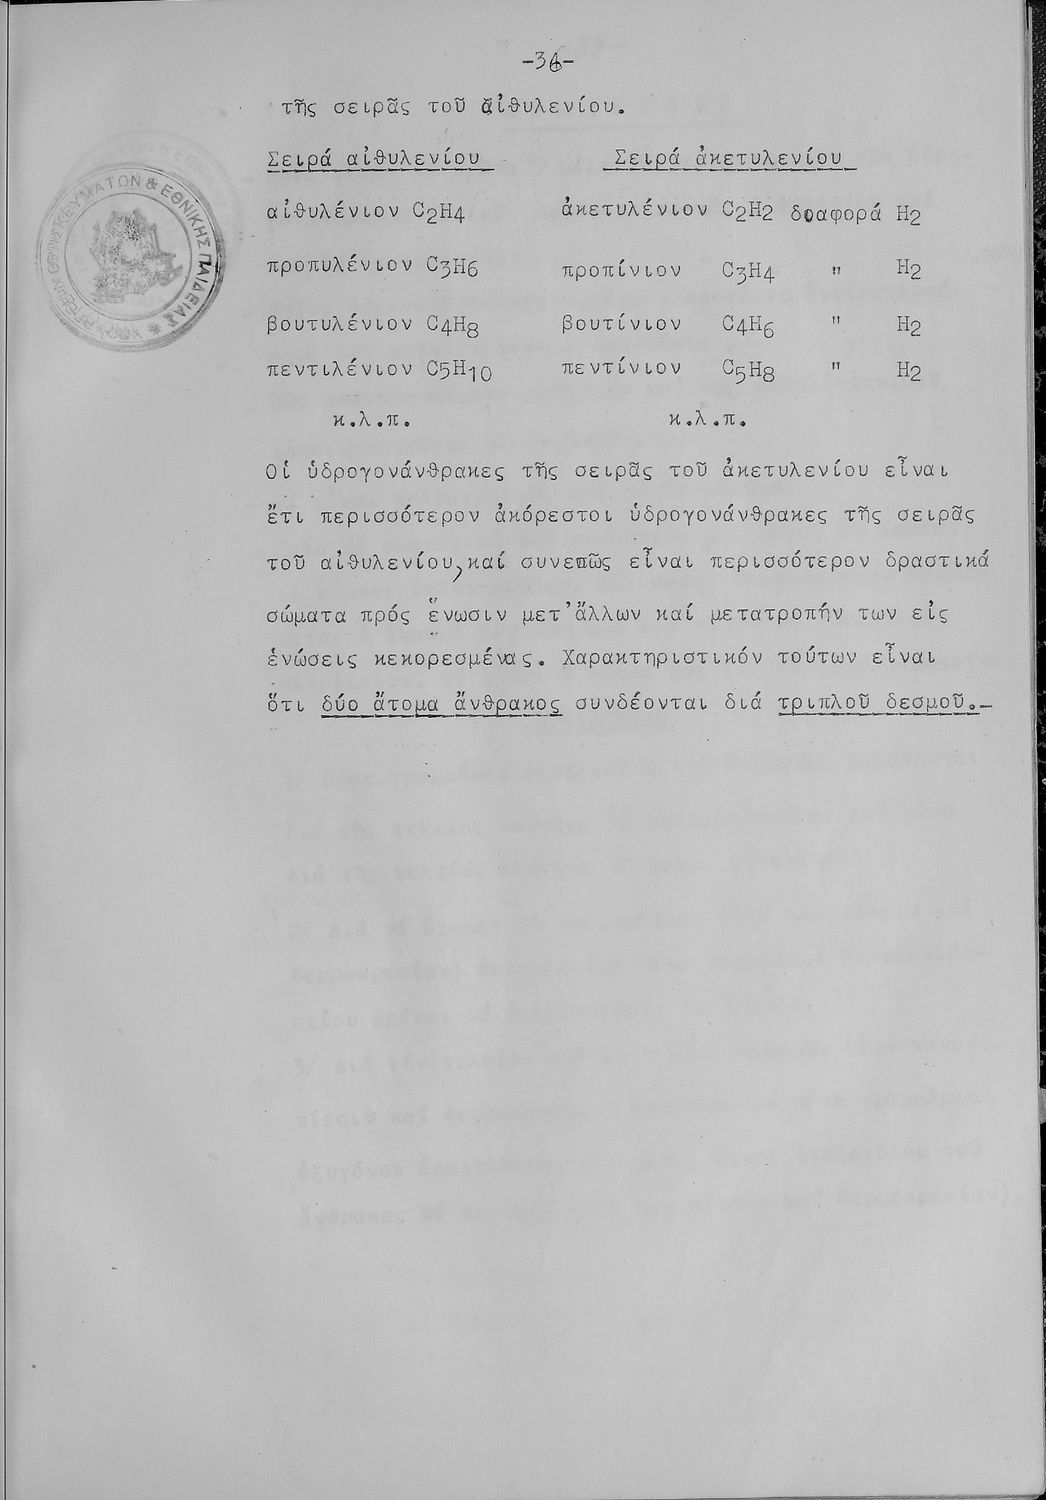 -36-
τῆς σειρᾶς τοῦ αἰθυλενίου.
Σειρά αἰθυλενίου Σειρά ἀκετυλενίου
αἰθυλένιον C2H4 ἀκετυλένιον C2H2 διαφορά H2
προπυλένιον C3H6 προπίνιον C3H4 " H2
βουτυλένιον C4H8 βουτίνιον C4H6 " H2
πεντιλένιον C5H10 πεντίνιον C5H8 " H2
κ.λ.π. κ.λ.π.
Οἱ ὑδρογονάνθρακες τῆς σειρᾶς τοῦ ἀκετυλενίου εἶναι
ἔτι περισσότερον ἀκόρεστοι ὑδρογονάνθρακες τῆς σειρᾶς
τοῦ αἰθυλενίου, καί συνεπῶς εἶναι περισσότερον δραστικά
σώματα πρός ἕνωσιν μετ'ἄλλων καί μετατροπήν των εἰς
ἑνώσεις κεκορεσμένας. Χαρακτηριστικόν τούτων εἶναι
ὅτι δύο ἄτομα ἄνθρακος συνδέονται διά τριπλοῦ δεσμοῦ.-
ΘΡΗΣΚΕΥΜΑΤΩΝ & ΕΘΝΙΚΗΣ ΠΑΙΔΕΙΑΣ